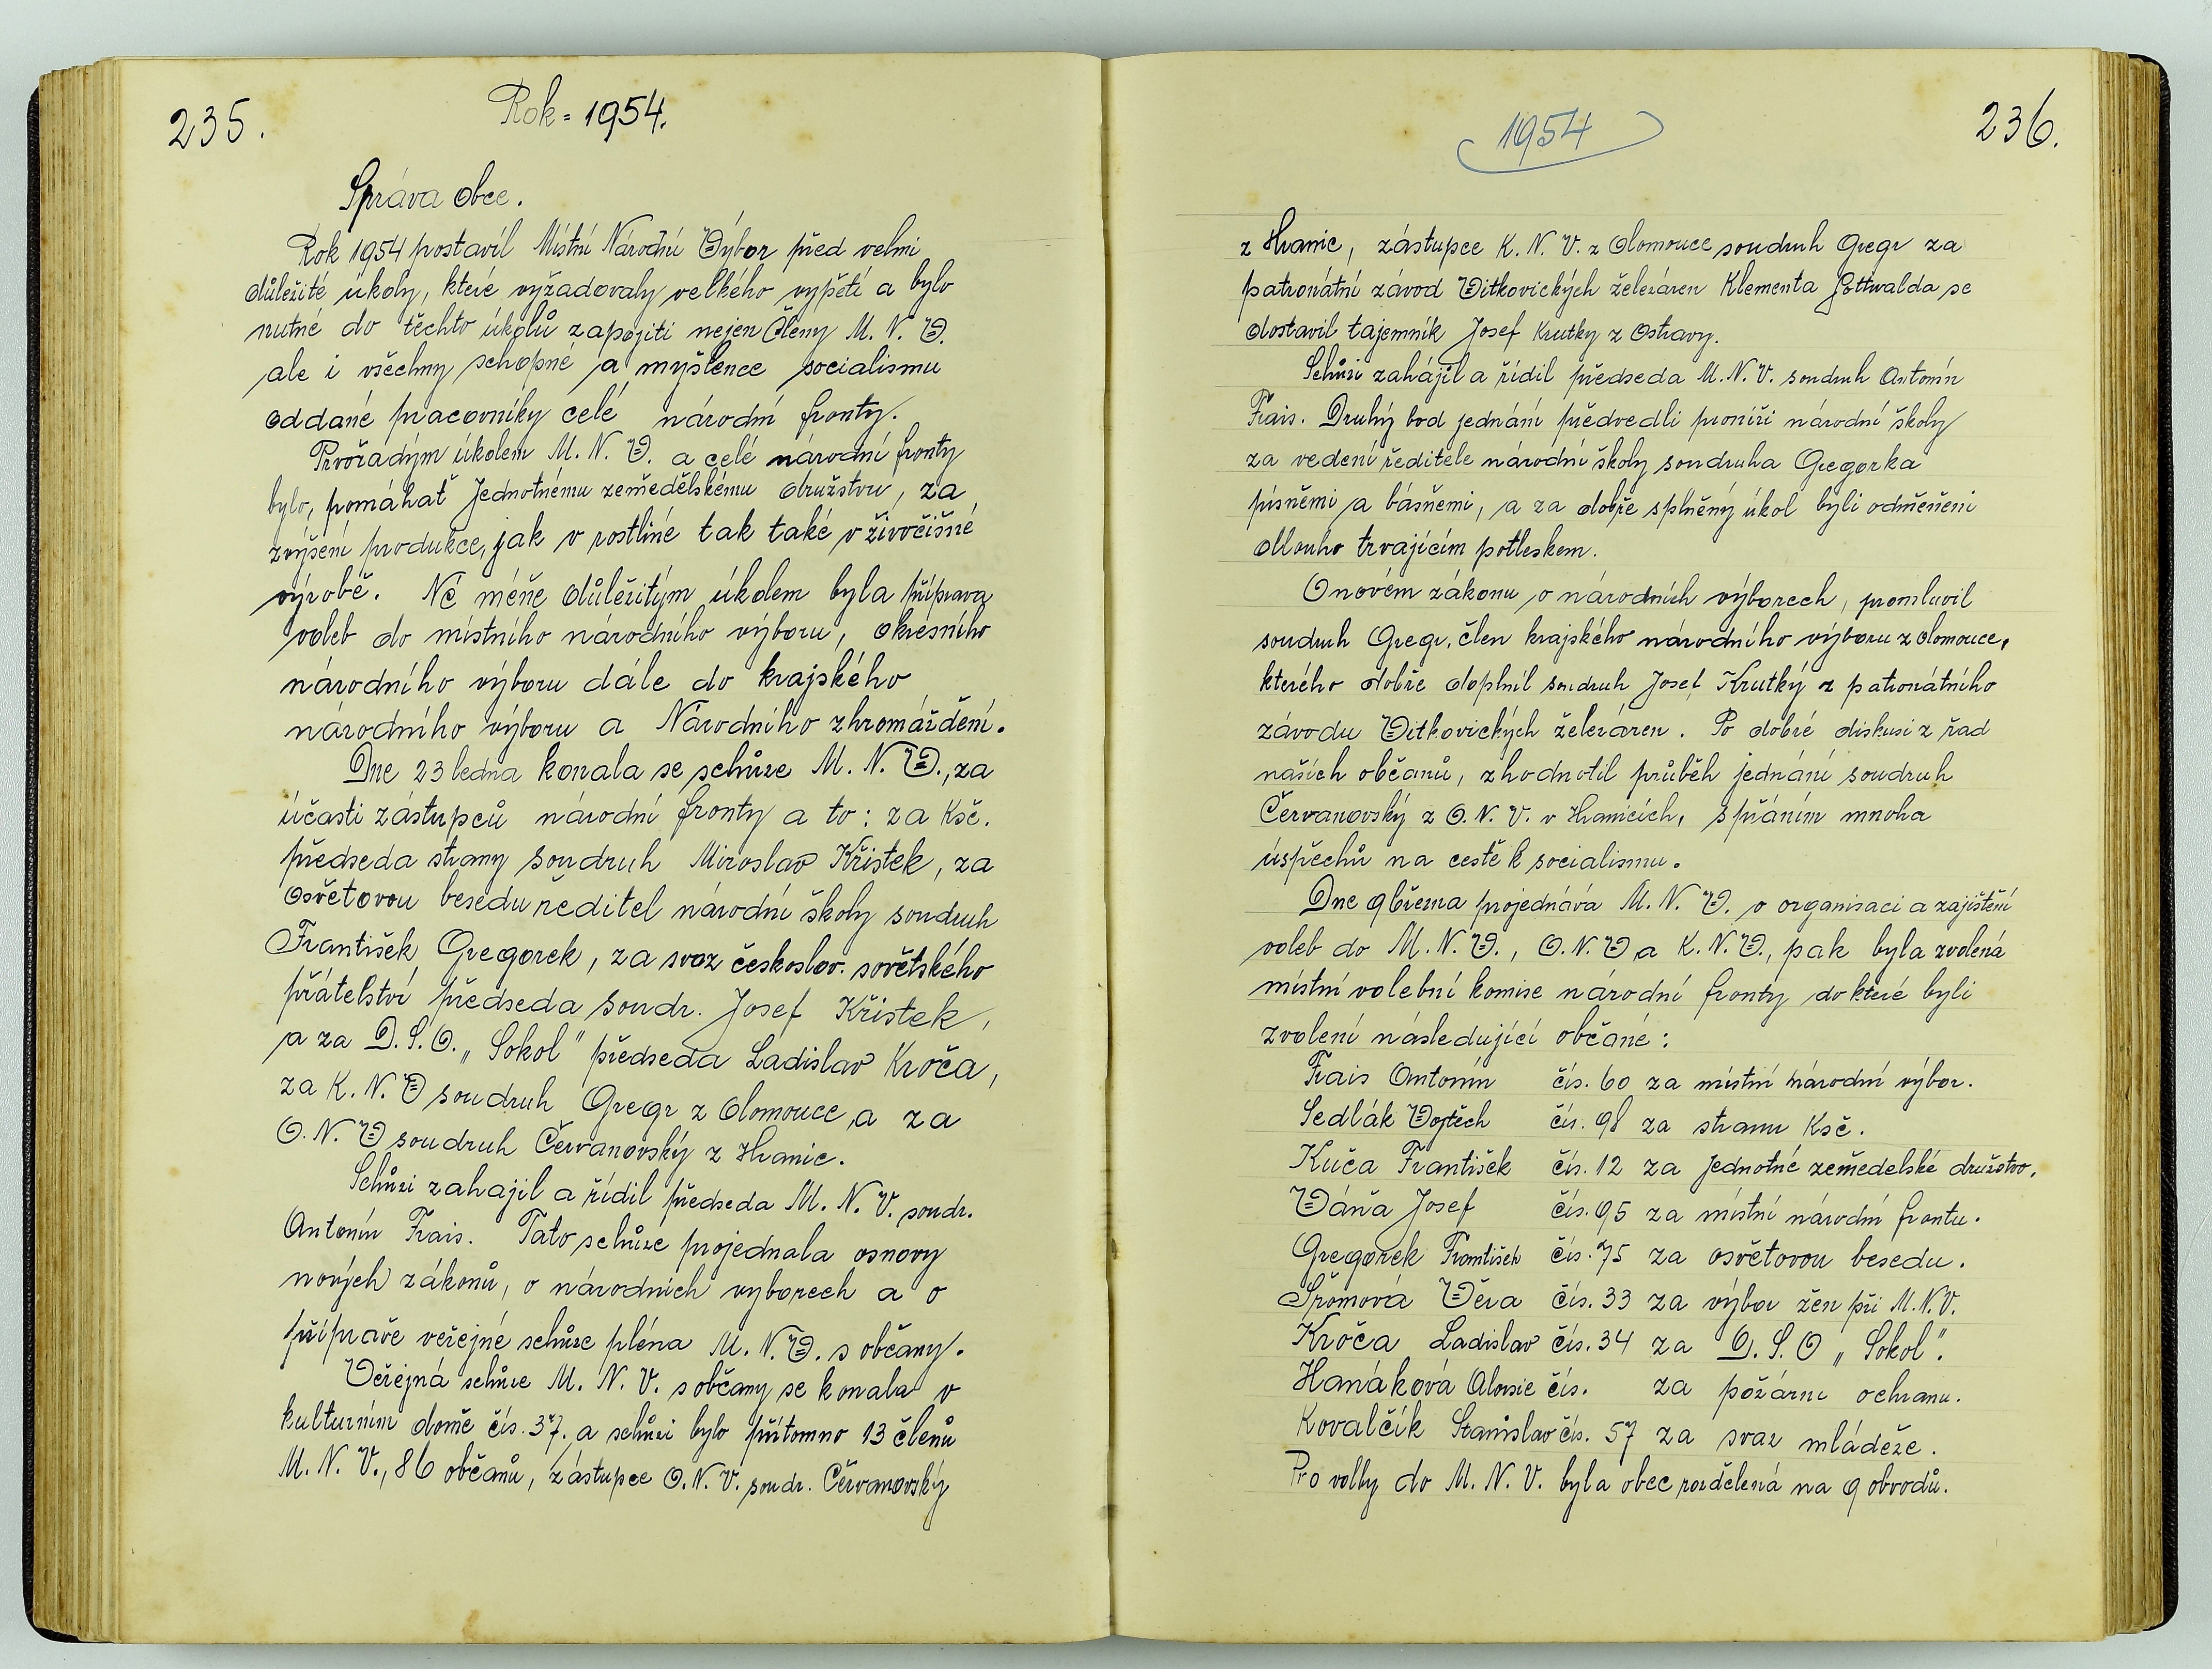 235.
Rok = 1954.
Správa obce.
Rok 1954 postavil Místní Národní Výbor před velmi
důležité úkoly, které vyžadovaly velkého vypětí a bylo
nutné do těchto úkolů zapojiti nejen členy M. N. V.
ale i všechny schopné a myšlence socialismu
oddané pracovníky celé národní fronty.
Prvořadým úkolem M. N. V. a celé národní fronty
bylo, pomáhať Jednotnému zemědělskému družstvu, za
zvýšení produkce, jak v rostliné tak také v živočišné
výrobě. Né méně důležitým úkolem byla příprava
voleb do místního národního výboru, okresního
národního výboru dále do krajského
národního výboru a Národního zhromáždění.
Dne 23 ledna konala se schůze M. N. V., za
účasti zástupců národní fronty a to: za Ksč.
předseda strany soudruh Miroslav Křistek, za
osvětovou besedu ředitel národní školy soudruh
František Gregorek, za svaz českoslov. sovětského
přátelství předseda soudr. Josef Křistek,
a za D. S. O. „Sokol" předseda Ladislav Kroča,
za K. N. V soudruh Gregr z Olomouce, a za
O. N. V soudruh Červanovský z Hranic.
Schůzi zahajil a řídil předseda M. N. V. soudr.
Antonín Frais. Tato schůze projednala osnovy
nových zákonů, o národních vyborech a o
přípravě veřejné schůze pléna M. N. V. s občany.
Veřejná schůze M. N. V. s občany se konala v
kulturním domě čís. 37. a schůzi bylo přítomno 13 členů
M. N. V., 86 občanů, zástupce O. N. V. soudr. Červanovský
1954
236.
z Hranic, zástupce K. N. V. z Olomouce soudruh Gregr za
patronátní závod Vitkovických železáren Klementa Gottwalda se
dostavil tajemník Josef Krutky z Ostravy.
Schůzi zahájil a řídil předseda M. N. V. soudruh Antonín
Frais. Druhý bod jednání předvedli proníři národní školy
za vedení ředitele národní školy soudruha Gregorka
písněmi a básněmi, a za dobře splněný úkol byli odměněni
dlouho trvajícím potleskem.
O novém zákonu o národních výborech, promluvil
soudruh Gregr, člen krajského národního výboru z Olomouce,
kterého dobře doplnil soudruh Josef Krutký z patronátního
závodu Vitkovických železáren. Po dobré diskusi z řad
našich občanů, zhodnotil průběh jednání soudruh
Červanovský z O. N. V. v Hranicích, s přáním mnoha
úspěchů na cestě k socialismu.
Dne 9 března projednává M. N. V. o organisaci a zajištění
voleb do M. N. V., O. N. V a K. N. V., pak byla zvolená
místní volební komise národní fronty do které byli
zvolení následující občané:
Frais Antonín čís. 60 za místní národní výbor.
Sedlák Vojtěch čís. 98 za stranu Ksč.
Kuča František čís. 12 za Jednotné zemědelské družstvo.
Váňa Josef čís. 95 za místní národní frontu.
Gregorek František čís. 75 za osvětovou besedu.
Šromová Věra čís. 33 za výbor žen při M. N. V.
Kroča Ladislav čís. 34 za D. S. O „Sokol".
Hanáková Aloisie čís. za požárni ochranu.
Kovalčík Stanislav čís. 57 za svaz mládeže.
Pro volby do M. N. V. byla obec rozdělená na 9 obvodů.